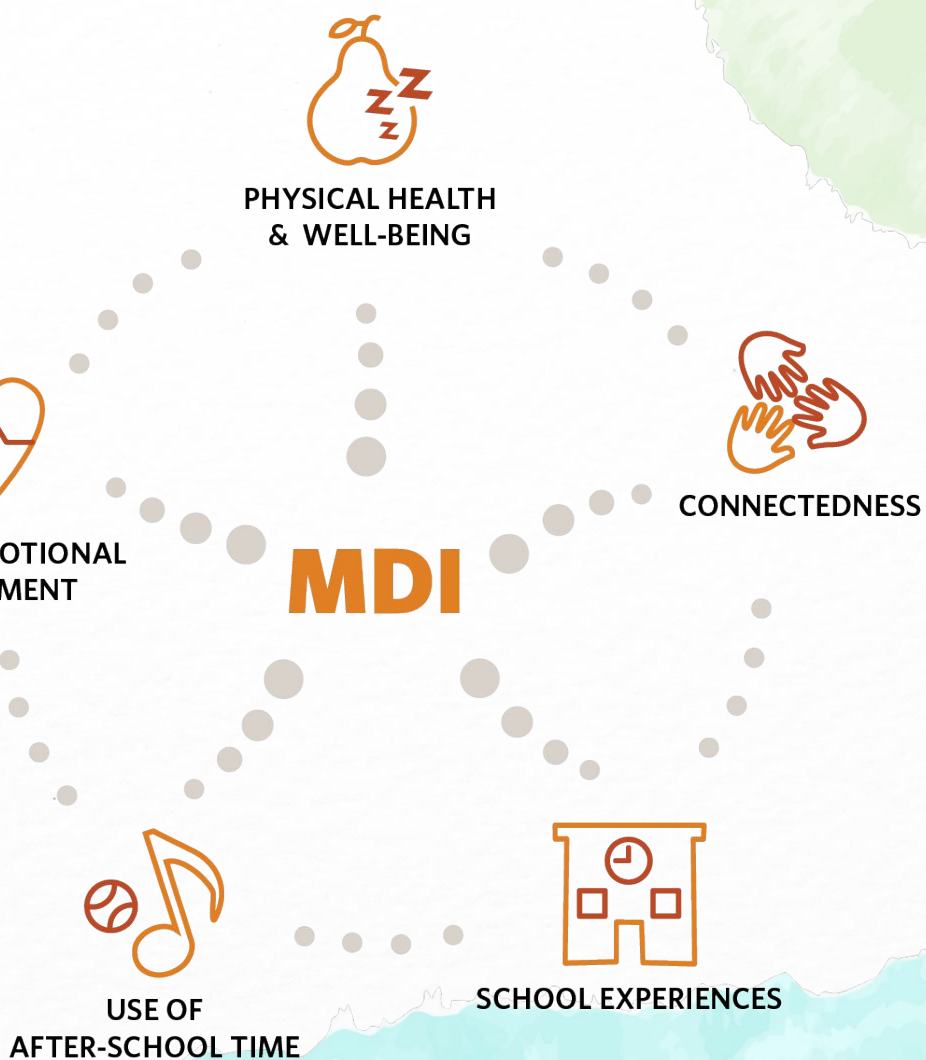 PHYSICAL HEALTH
& WELL-BEING
CONNECTEDNESS
OTIONAL
MENT
MDI
SCHOOL EXPERIENCES
USE OF
AFTER-SCHOOL TIME